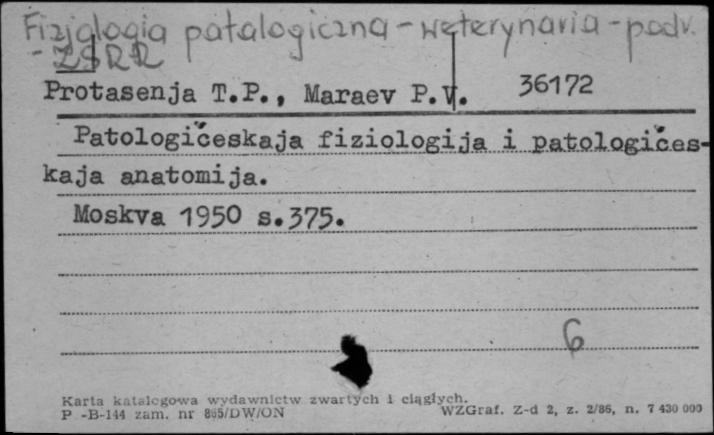 Fizjologia patalogiczna - weterynaria - podr.
- ZSRR
Protasenja T.P., Maraev P.V. 36172
Patologičeskaja fiziologija i patologičes-
kaja anatomija.
Moskva 1950 s.375.
6
Karta katalogowa wydawnictw zwartych i ciągłych.
P -B-144 zam. nr 865/DW/ON WZGraf. Z-d 2, z. 2/86, n. 7 430 000